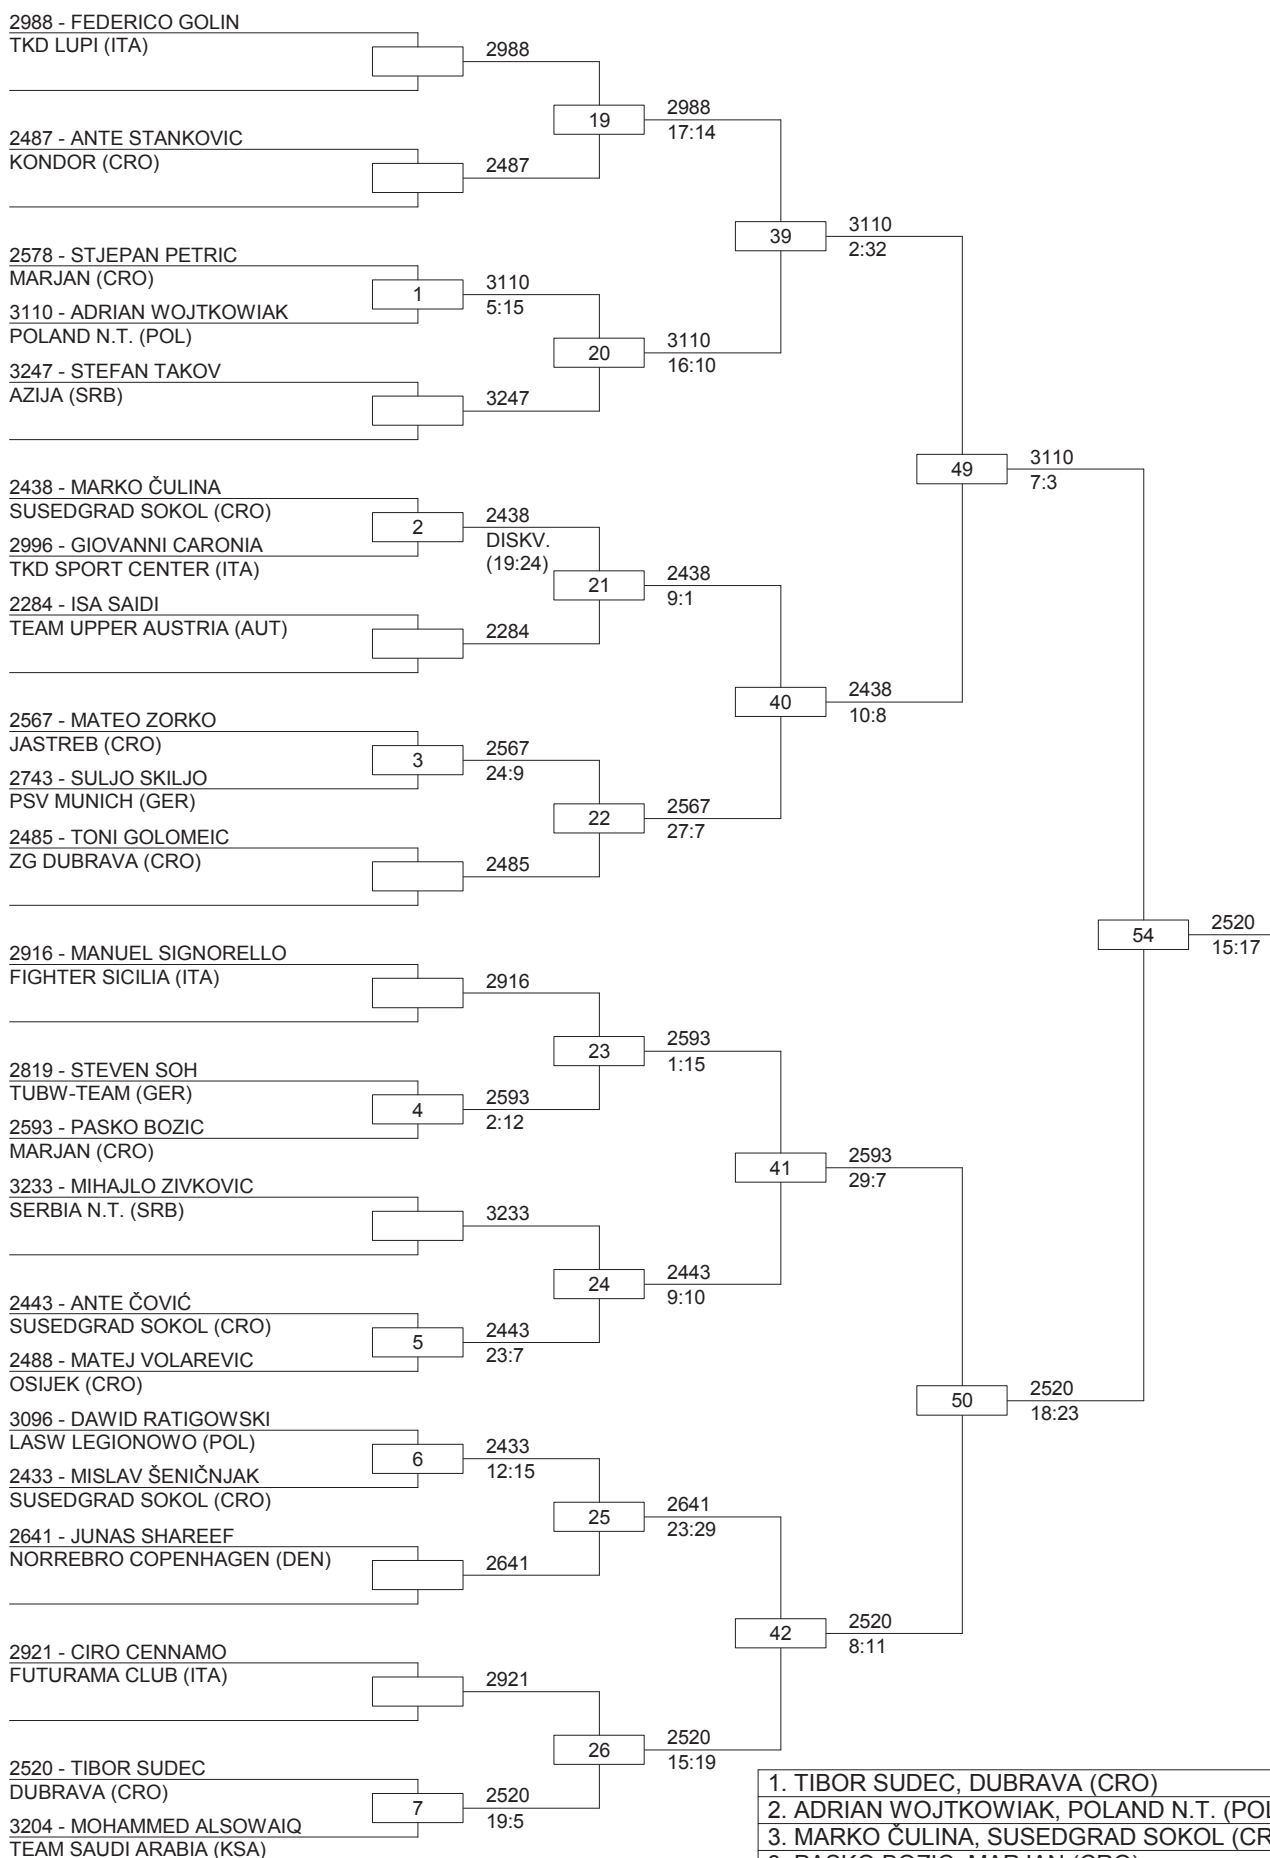 2988 - FEDERICO GOLIN
TKD LUPI (ITA)
2988
19
2988
17:14
2487 - ANTE STANKOVIC
KONDOR (CRO)
2487
39
3110
2:32
2578 - STJEPAN PETRIC
MARJAN (CRO)
1
3110
5:15
3110 - ADRIAN WOJTKOWIAK
POLAND N.T. (POL)
20
3110
16:10
3247 - STEFAN TAKOV
AZIJA (SRB)
3247
49
3110
7:3
2438 - MARKO ČULINA
SUSEDGRAD SOKOL (CRO)
2
2438
DISKV.
(19:24)
2996 - GIOVANNI CARONIA
TKD SPORT CENTER (ITA)
21
2438
9:1
2284 - ISA SAIDI
TEAM UPPER AUSTRIA (AUT)
2284
40
2438
10:8
2567 - MATEO ZORKO
JASTREB (CRO)
3
2567
24:9
2743 - SULJO SKILJO
PSV MUNICH (GER)
22
2567
27:7
2485 - TONI GOLOMEIC
ZG DUBRAVA (CRO)
2485
54
2520
15:17
2916 - MANUEL SIGNORELLO
FIGHTER SICILIA (ITA)
2916
23
2593
1:15
2819 - STEVEN SOH
TUBW-TEAM (GER)
4
2593
2:12
2593 - PASKO BOZIC
MARJAN (CRO)
41
2593
29:7
3233 - MIHAJLO ZIVKOVIC
SERBIA N.T. (SRB)
3233
24
2443
9:10
2443 - ANTE ČOVIĆ
SUSEDGRAD SOKOL (CRO)
5
2443
23:7
2488 - MATEJ VOLAREVIC
OSIJEK (CRO)
50
2520
18:23
3096 - DAWID RATIGOWSKI
LASW LEGIONOWO (POL)
6
2433
12:15
2433 - MISLAV ŠENIČNJAK
SUSEDGRAD SOKOL (CRO)
25
2641
23:29
2641 - JUNAS SHAREEF
NORREBRO COPENHAGEN (DEN)
2641
42
2520
8:11
2921 - CIRO CENNAMO
FUTURAMA CLUB (ITA)
2921
26
2520
15:19
2520 - TIBOR SUDEC
DUBRAVA (CRO)
7
2520
19:5
3204 - MOHAMMED ALSOWAIQ
TEAM SAUDI ARABIA (KSA)
1. TIBOR SUDEC, DUBRAVA (CRO)
2. ADRIAN WOJTKOWIAK, POLAND N.T. (POL
3. MARKO ČULINA, SUSEDGRAD SOKOL (CR
PASKO BOZIC, MARJAN (CRO)